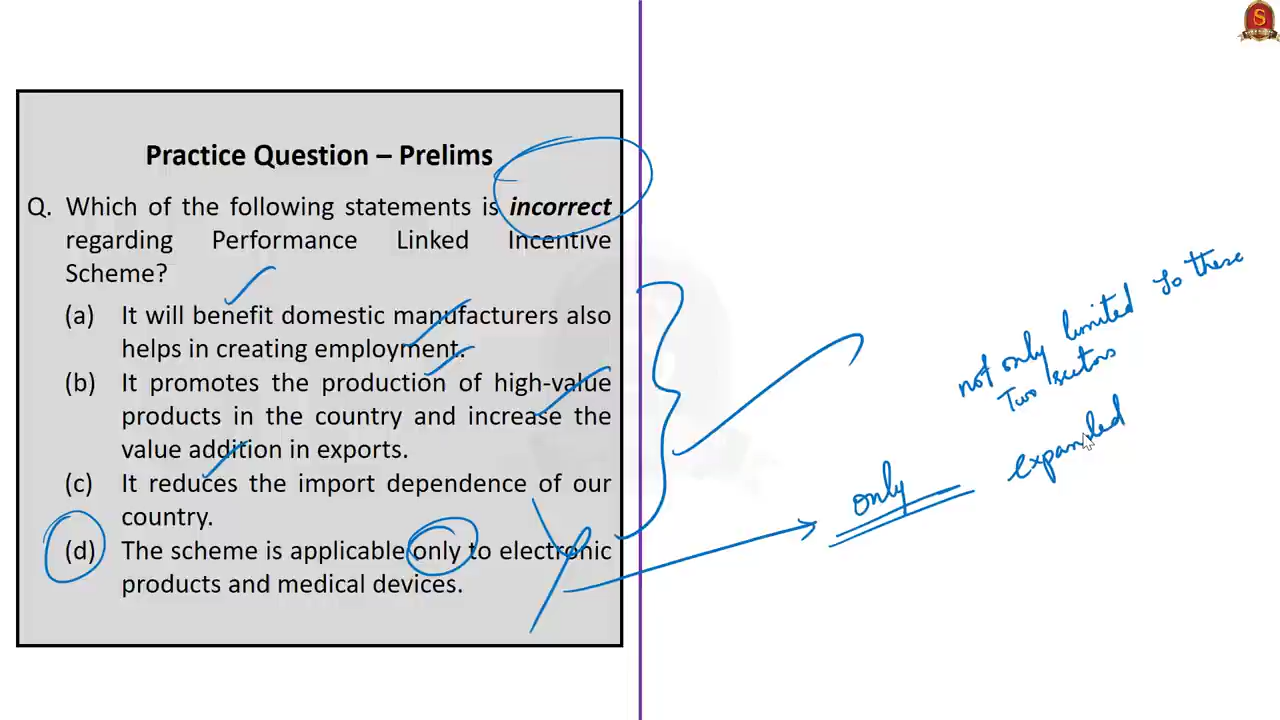 Practice Question – Prelims
Q. Which of the following statements is incorrect
regarding Performance Linked Incentive
Scheme?
(a) It will benefit domestic manufacturers also
helps in creating employment.
(b) It promotes the production of high-value
products in the country and increase the
value addition in exports.
(c) It reduces the import dependence of our
country.
(d) The scheme is applicable only to electronic
products and medical devices.
not only limited to these
Two sectors
only
expanded
S